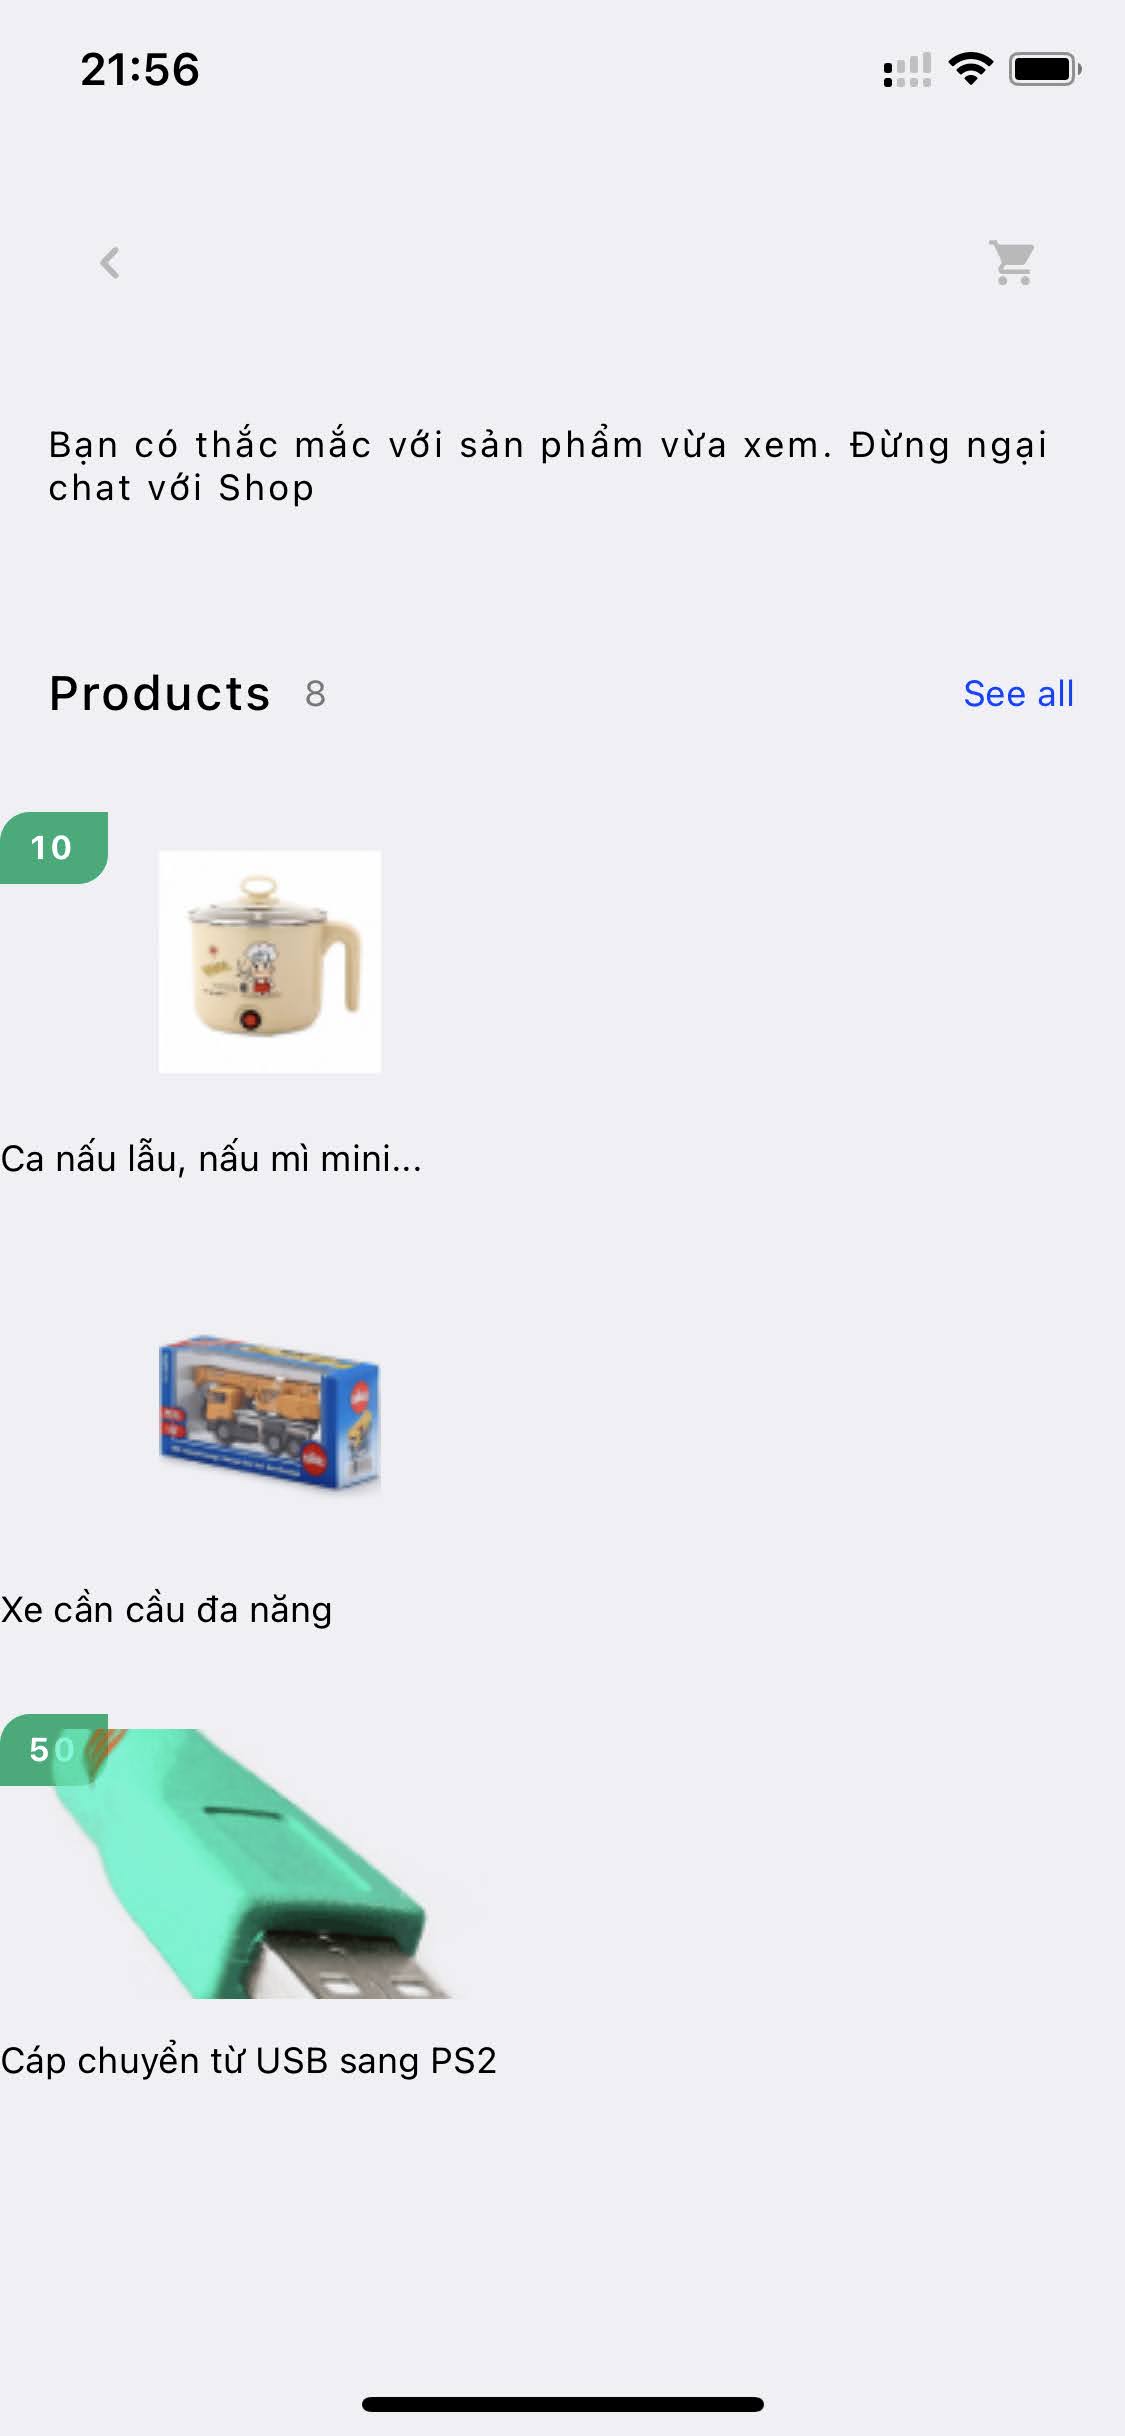 21:56
Bạn có thắc mắc với sản phẩm vừa xem. Đừng ngại
chat với Shop
Products 8
See all
10
Ca nấu lẩu, nấu mì mini...
Xe cần cẩu đa năng
50
Cáp chuyển từ USB sang PS2